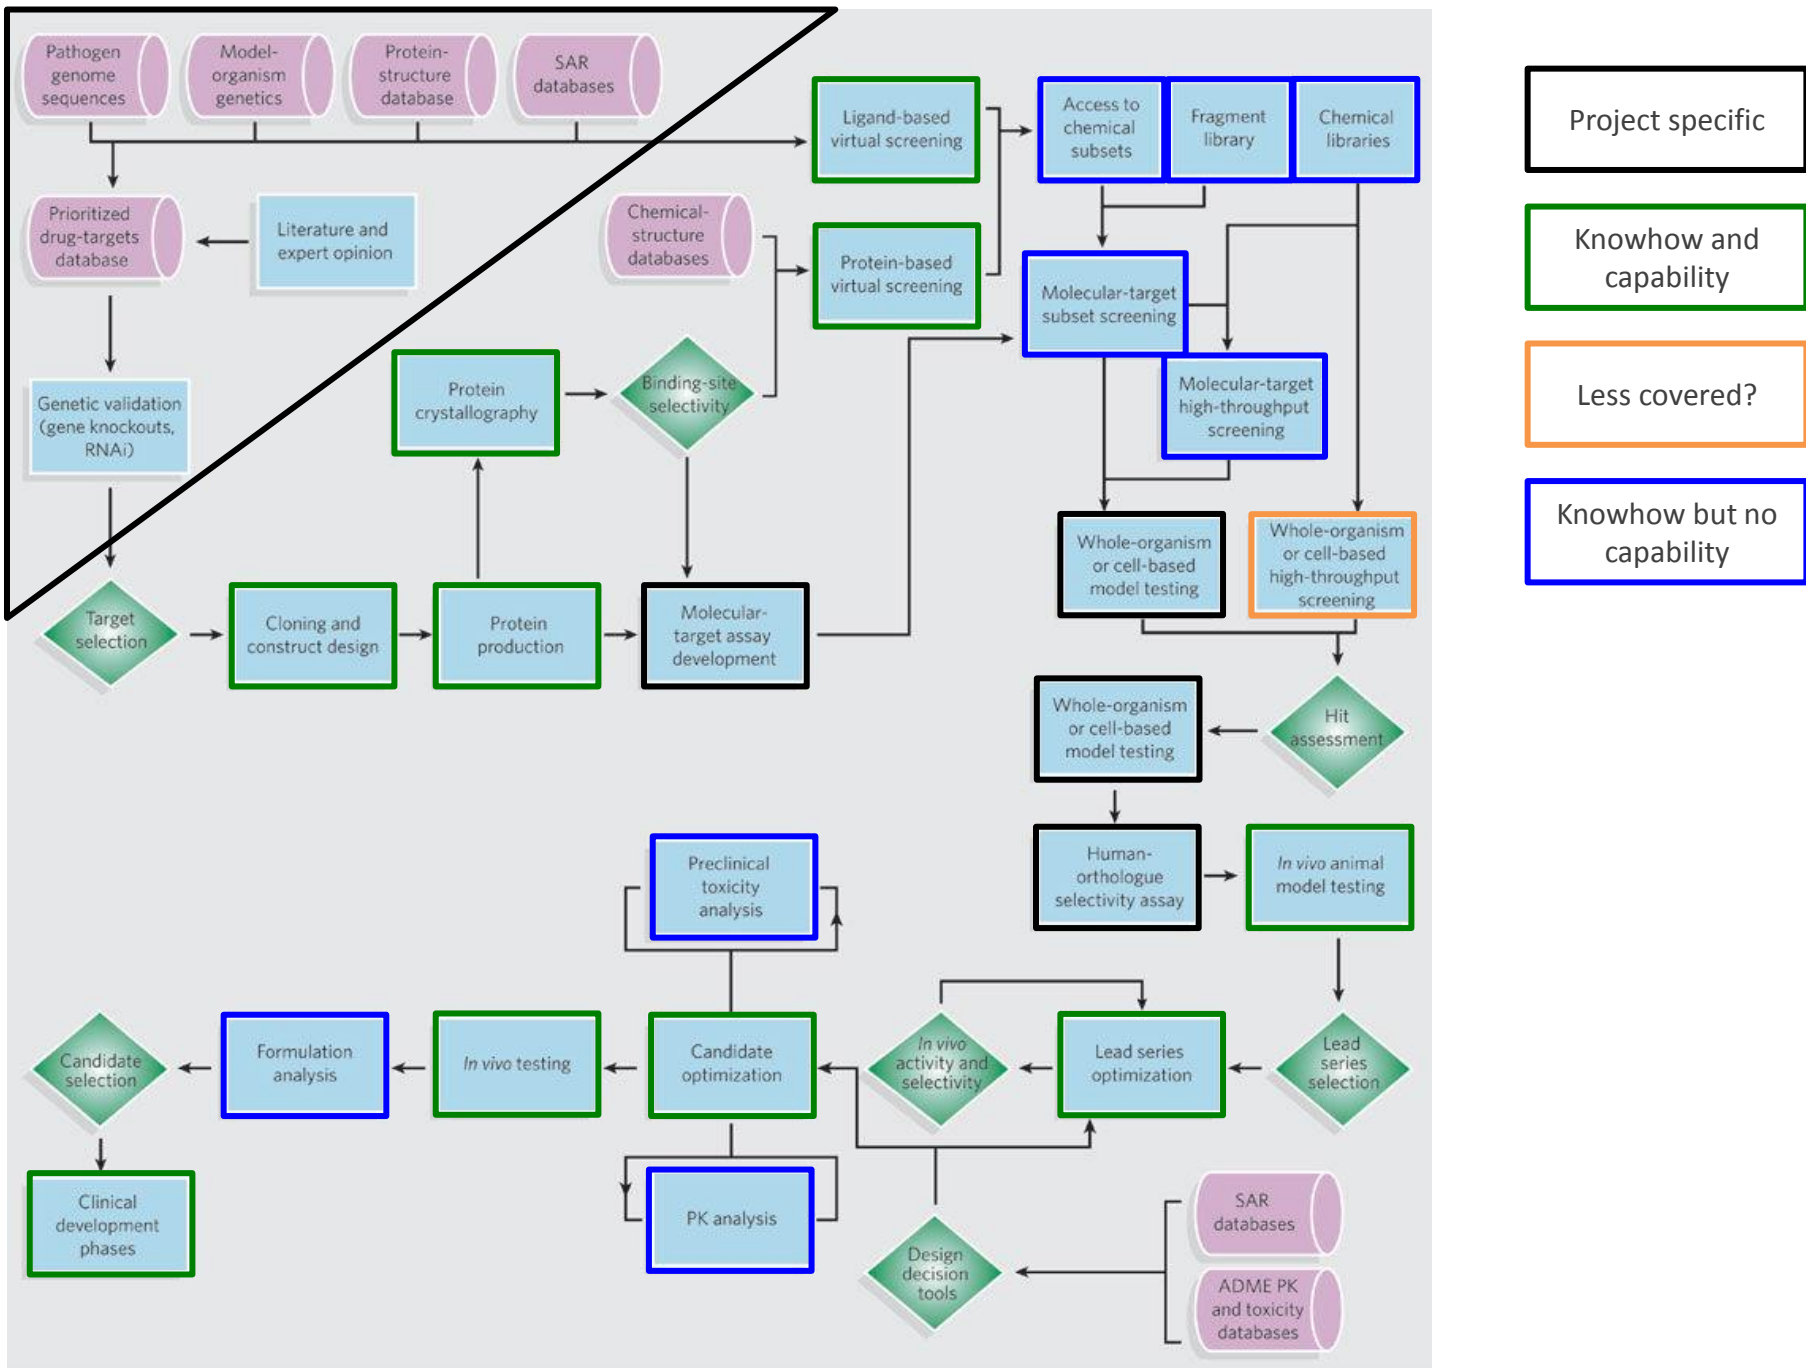 Pathogen
genome
sequences
Model-
organism
genetics
Protein-
structure
database
SAR
databases
Ligand-based
virtual screening
Access to
chemical
subsets
Fragment
library
Chemical
libraries
Project specific
Prioritized
drug-targets
database
Literature and
expert opinion
Chemical-
structure
databases
Protein-based
virtual screening
Knowhow and
capability
Molecular-target
subset screening
Genetic validation
(gene knockouts,
RNAi)
Protein
crystallography
Binding-site
selectivity
Molecular-target
high-throughput
screening
Less covered?
Whole-organism
or cell-based
model testing
Whole-organism
or cell-based
high-throughput
screening
Knowhow but no
capability
Target
selection
Cloning and
construct design
Protein
production
Molecular-
target assay
development
Whole-organism
or cell-based
model testing
Hit
assessment
Preclinical
toxicity
analysis
Human-
orthologue
selectivity assay
In vivo animal
model testing
Candidate
selection
Formulation
analysis
In vivo testing
Candidate
optimization
In vivo
activity and
selectivity
Lead series
optimization
Lead
series
selection
Clinical
development
phases
PK analysis
Design
decision
tools
SAR
databases
ADME PK
and toxicity
databases